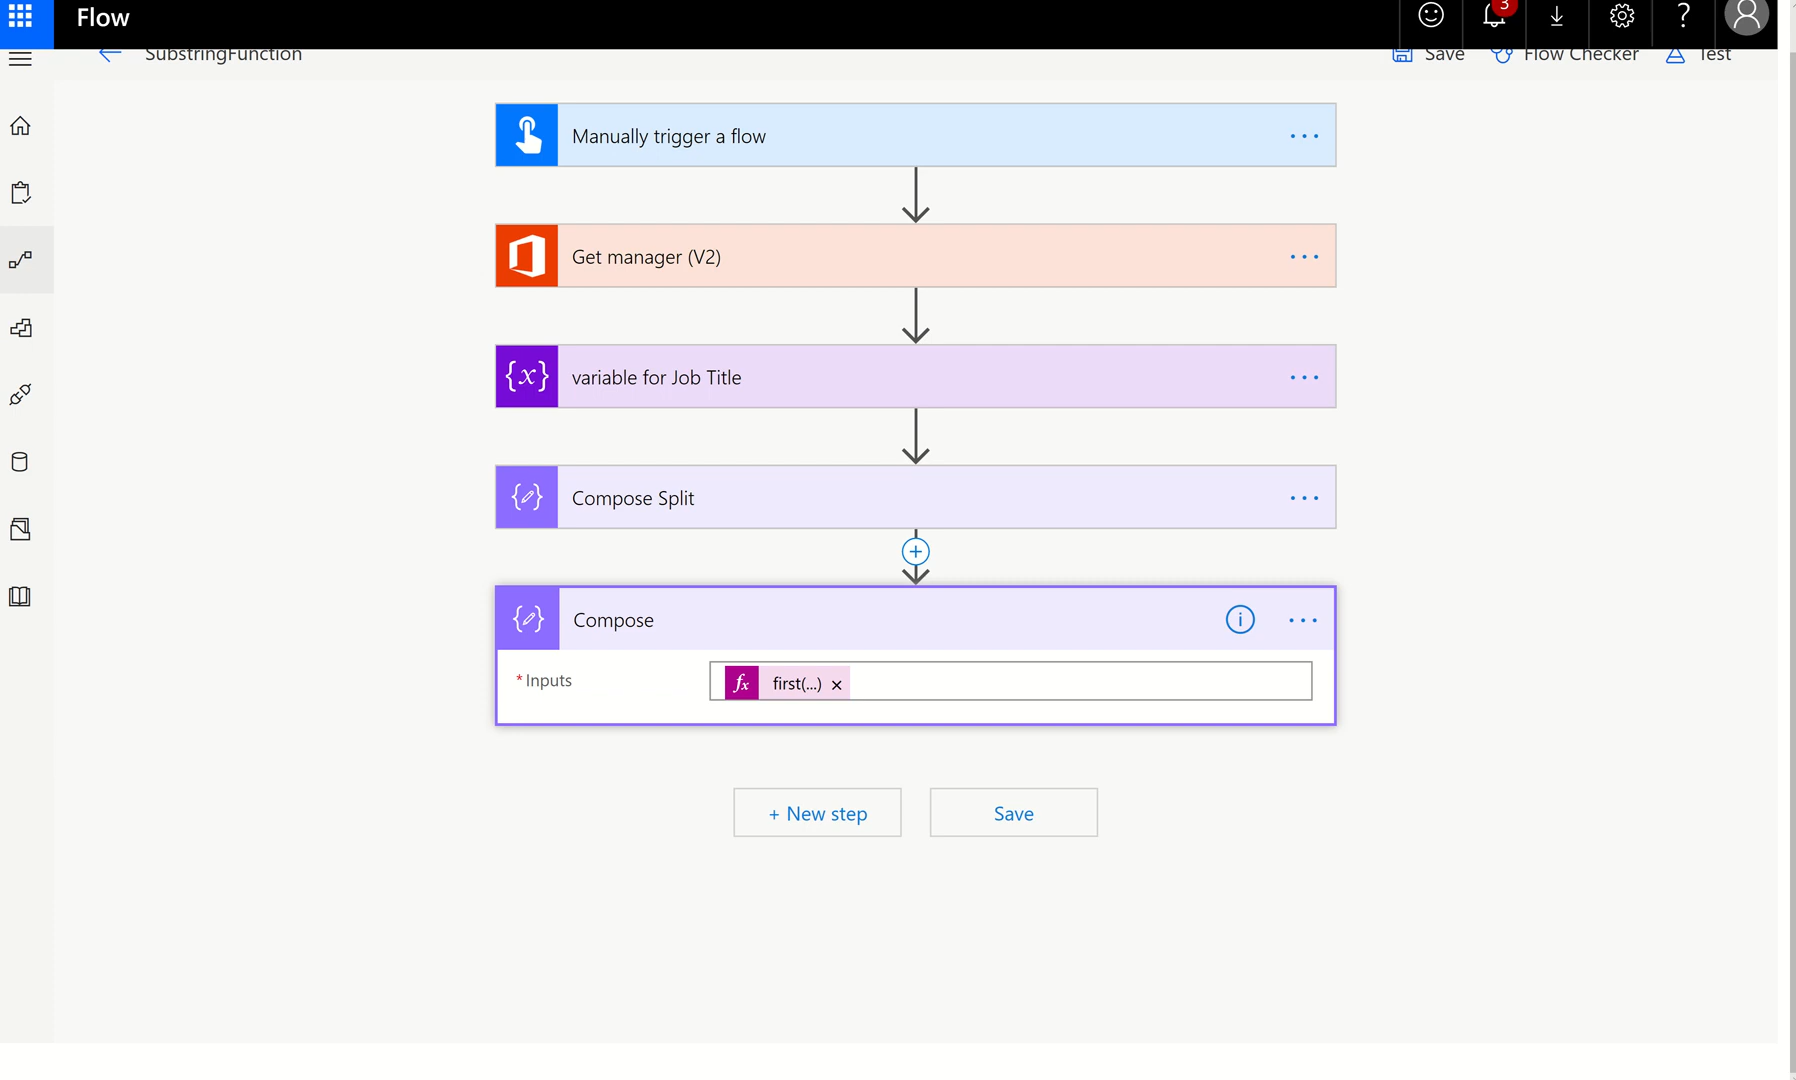 Flow
3
?
SubstringFunction
Save
Flow Checker
Test
Manually trigger a flow
Get manager (V2)
{x} variable for Job Title
Compose Split
Compose
* Inputs
fx first(...) ×
+ New step
Save